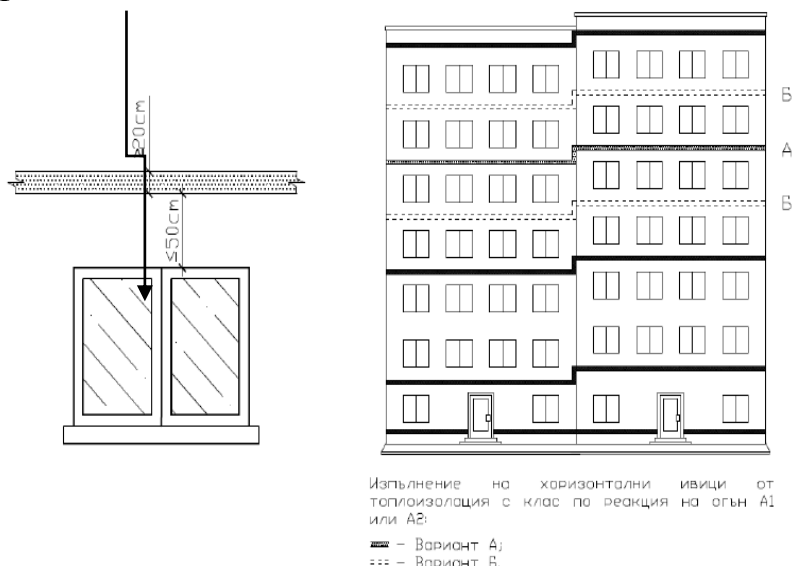 ≥20cm
≤50cm
Б
А
Б
Изпълнение на хоризонтални ивици от
топлоизолация с клас по реакция на огън А1
или А2:
– Вариант А;
– Вариант Б